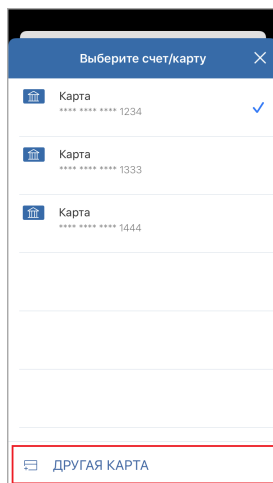 Выберите счет/карту
Карта
**** **** **** 1234
Карта
**** **** **** 1333
Карта
**** **** **** 1444
ДРУГАЯ КАРТА